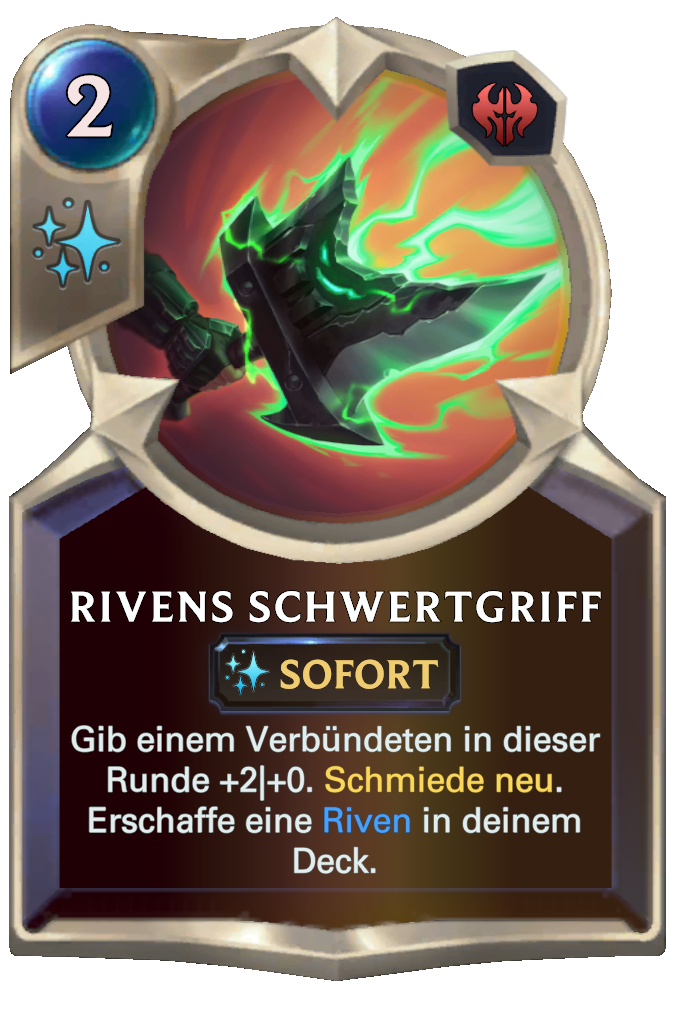 2
RIVENS SCHWERTGRIFF
SOFORT
Gib einem Verbündeten in dieser
Runde +2|+0. Schmiede neu.
Erschaffe eine Riven in deinem
Deck.